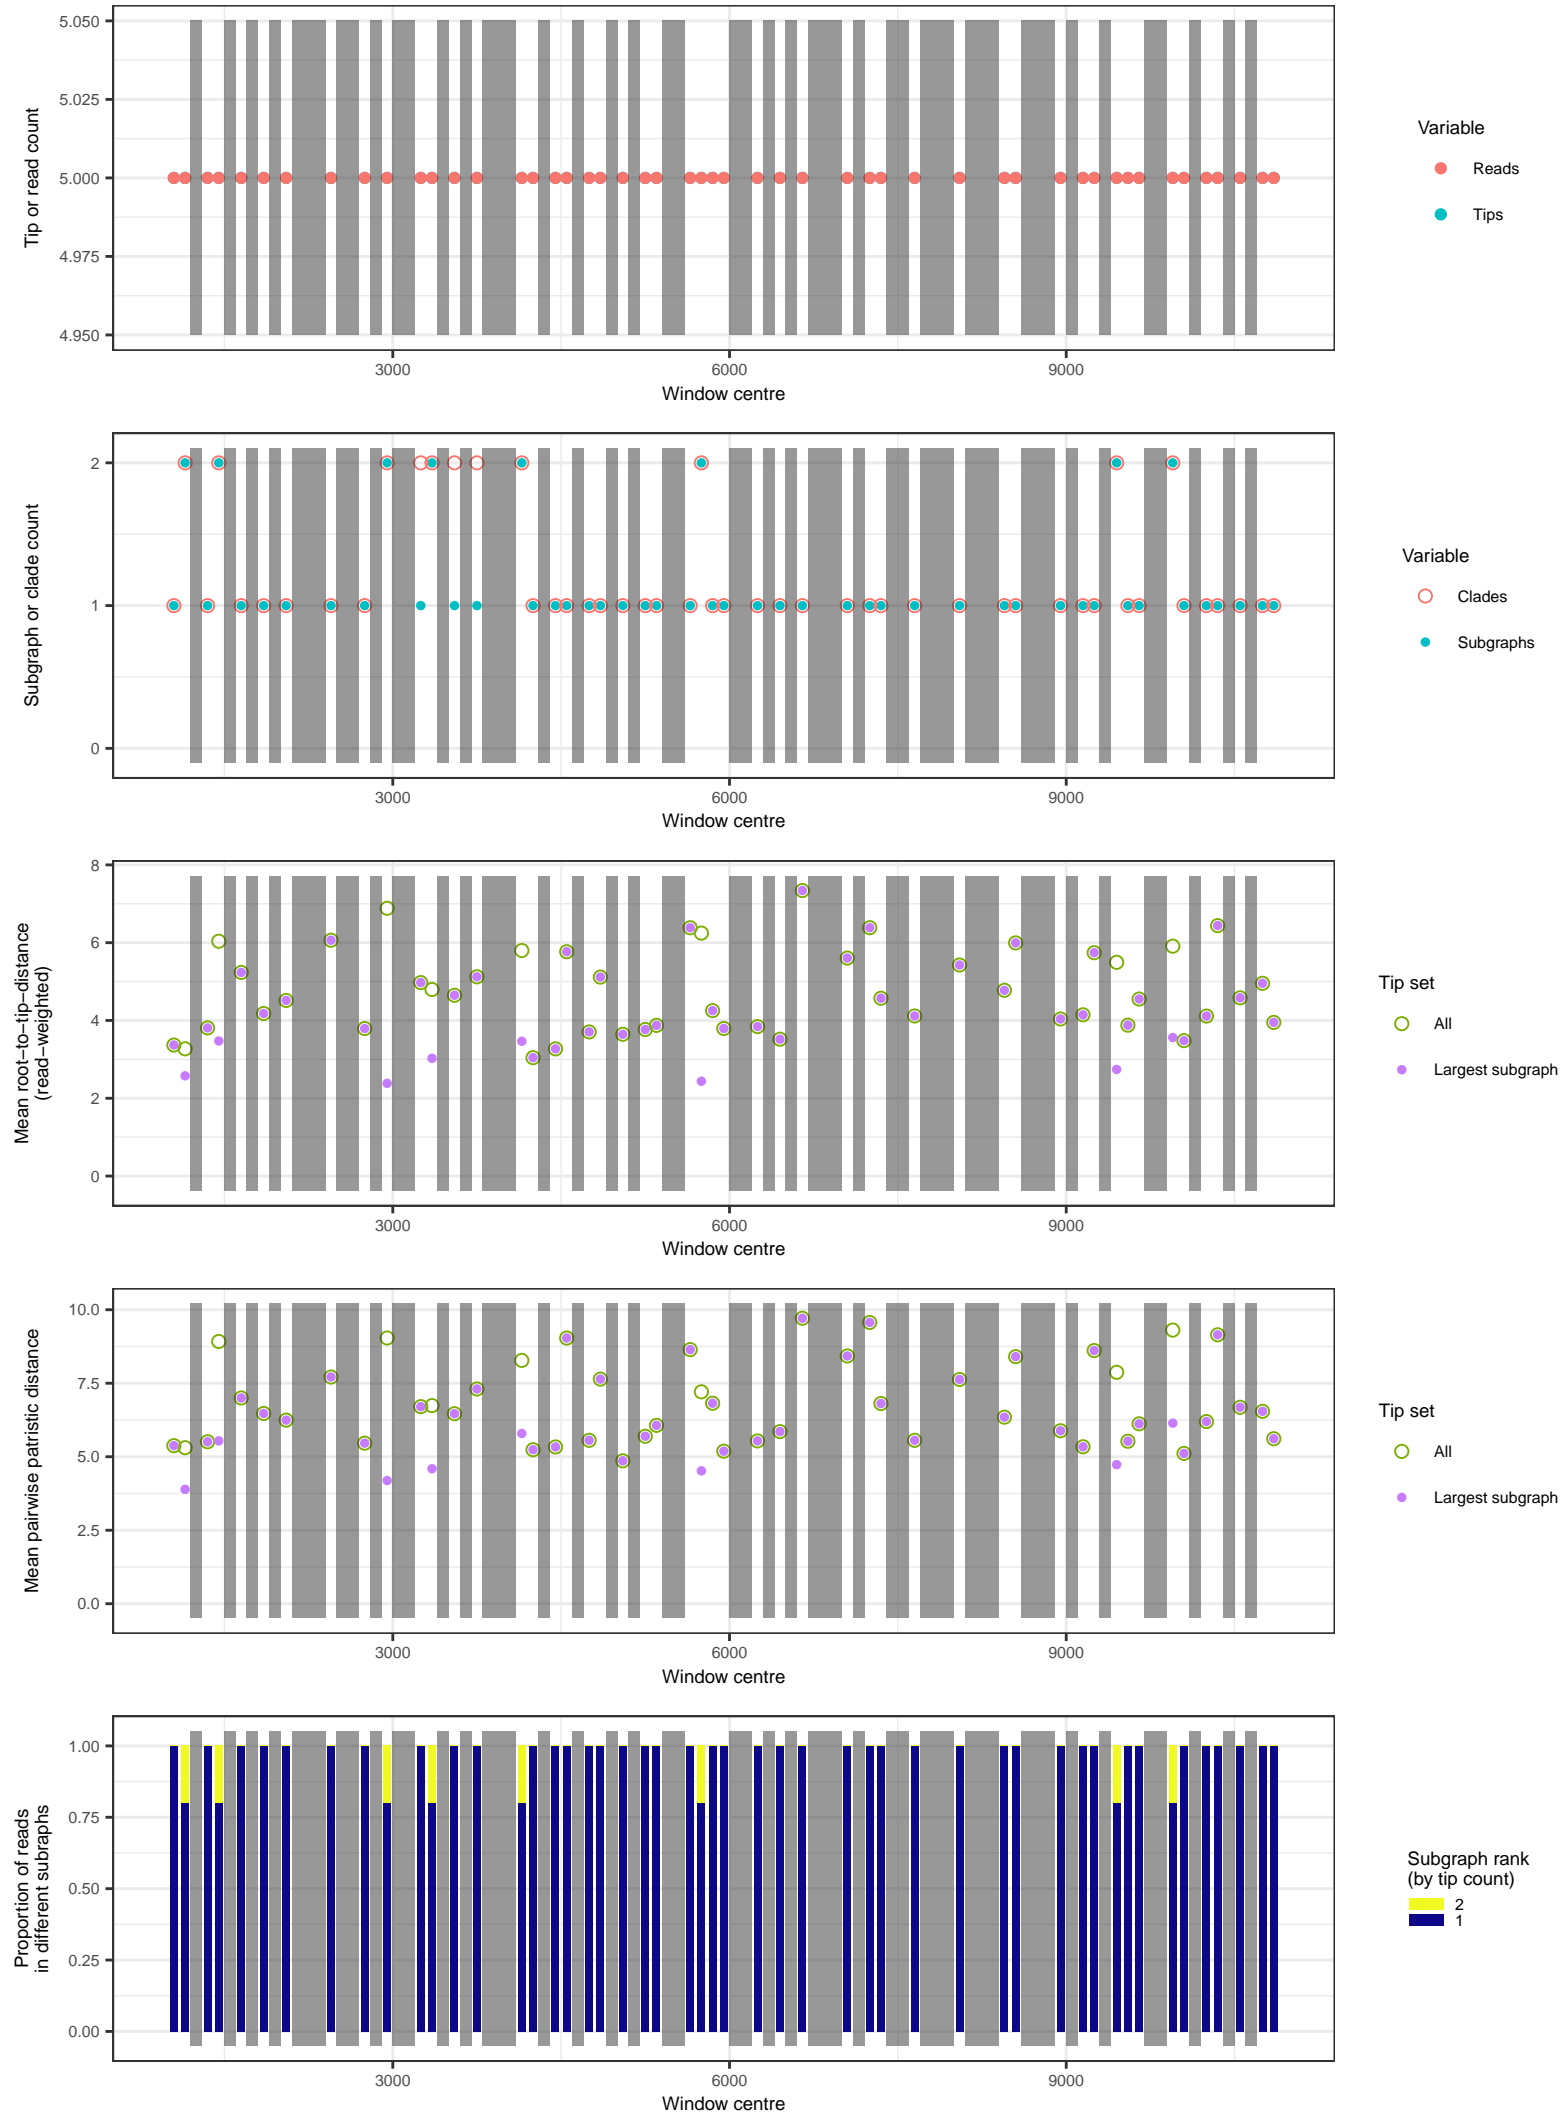 5.050
5.025
5.000
4.975
4.950
Tip or read count
3000
6000
9000
Window centre
Variable
Reads
Tips
2
1
0
Subgraph or clade count
3000
6000
9000
Window centre
Variable
Clades
Subgraphs
8
6
4
2
0
Mean root−to−tip−distance
(read−weighted)
3000
6000
9000
Window centre
Tip set
All
Largest subgraph
10.0
7.5
5.0
2.5
0.0
Mean pairwise patristic distance
3000
6000
9000
Window centre
Tip set
All
Largest subgraph
1.00
0.75
0.50
0.25
0.00
Proportion of reads
in different subraphs
3000
6000
9000
Window centre
Subgraph rank
(by tip count)
2
1